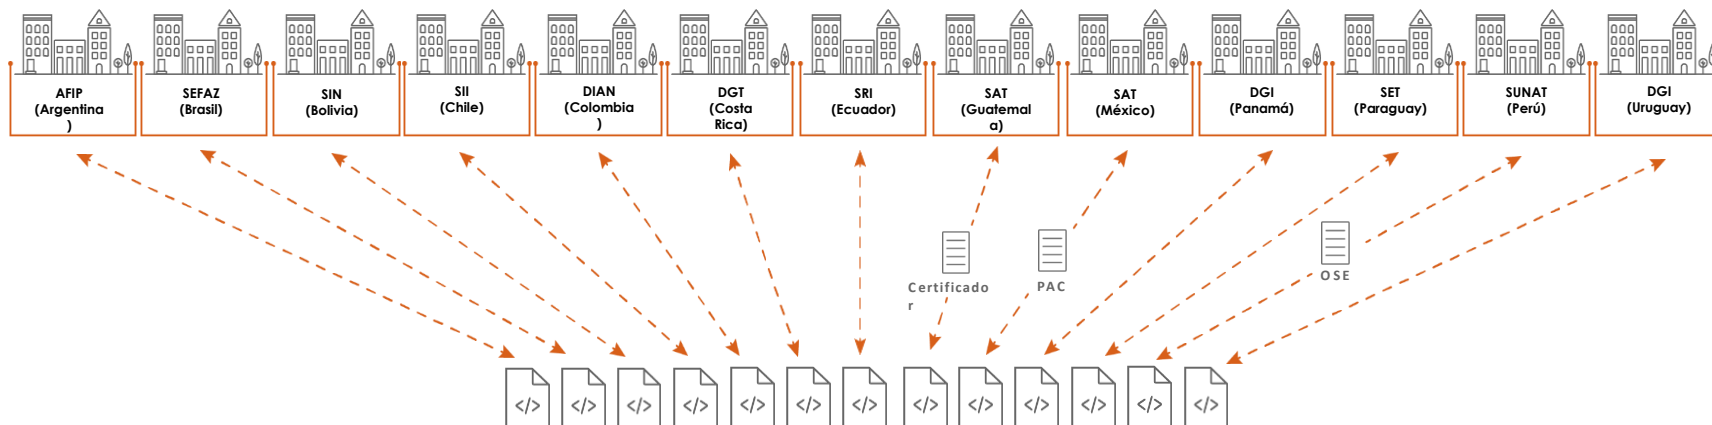 AFIP
(Argentina
)
SEFAZ
(Brasil)
SIN
(Bolivia)
SII
(Chile)
DIAN
(Colombia
)
DGT
(Costa
Rica)
SRI
(Ecuador)
SAT
(Guatemal
a)
SAT
(México)
DGI
(Panamá)
SET
(Paraguay)
SUNAT
(Perú)
DGI
(Uruguay)
Certificado
r
PAC
OSE
</>
</>
</>
</>
</>
</>
</>
</>
</>
</>
</>
</>
</>